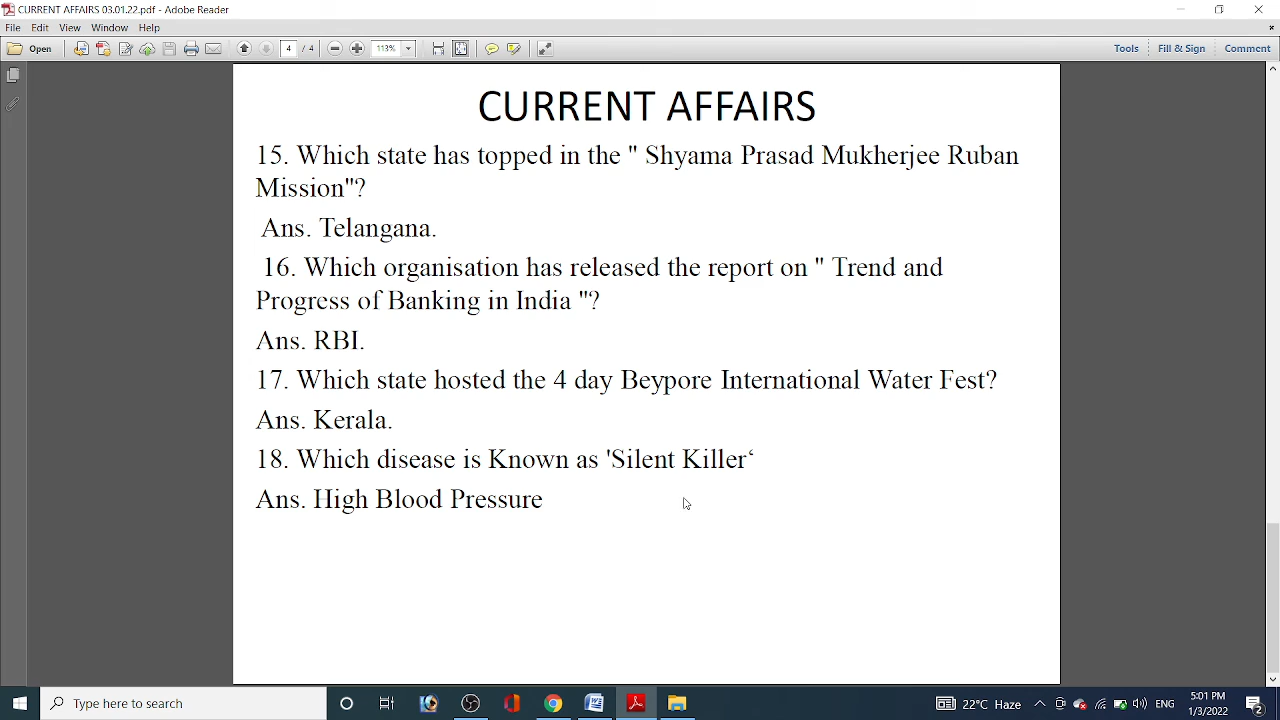 CURRENT AFFAIRS 03.01.22.pdf - Adobe Reader
File Edit View Window Help
Open 4 / 4 113% Tools Fill & Sign Comment
CURRENT AFFAIRS
15. Which state has topped in the " Shyama Prasad Mukherjee Ruban
Mission"?
Ans. Telangana.
16. Which organisation has released the report on " Trend and
Progress of Banking in India "?
Ans. RBI.
17. Which state hosted the 4 day Beypore International Water Fest?
Ans. Kerala.
18. Which disease is Known as 'Silent Killer‘
Ans. High Blood Pressure
Type here to search 22°C Haze ENG 5:01 PM
1/3/2022 2